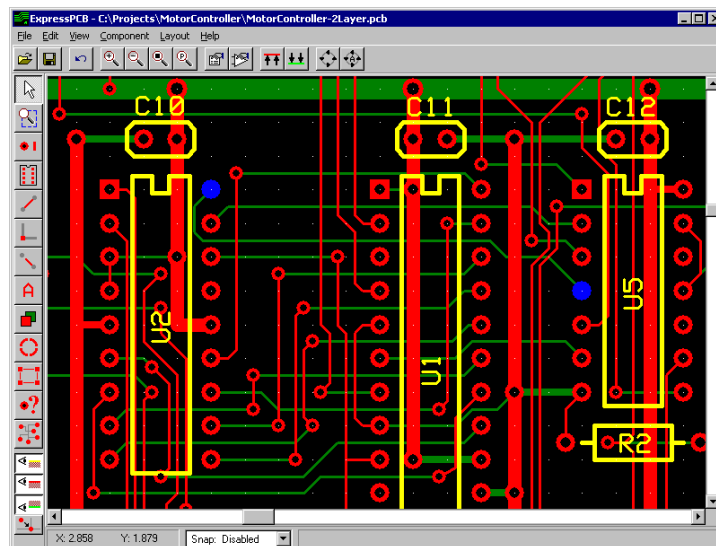 ExpressPCB - C:\Projects\MotorController\MotorController-2Layer.pcb
File Edit View Component Layout Help
C10 C11 C12
U2 U1 U5
R2
X: 2.858 Y: 1.879 Snap: Disabled